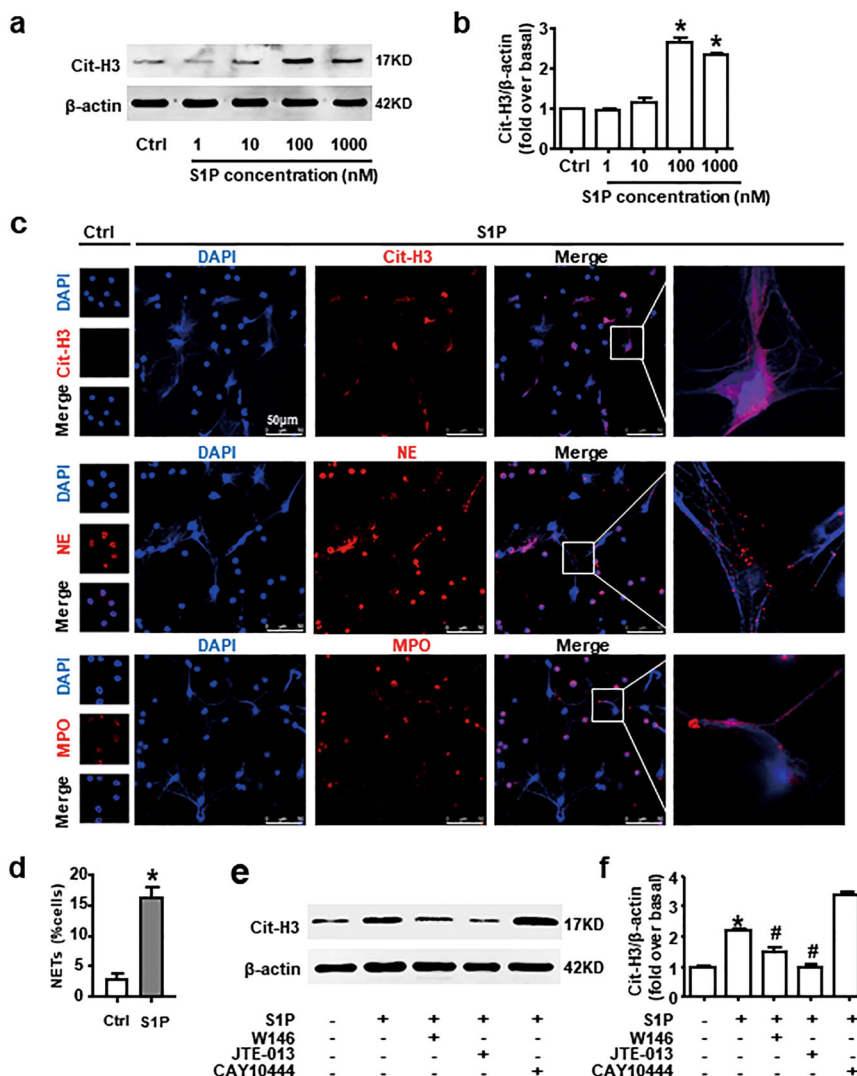 a
Cit-H3
17KD
β-actin
42KD
Ctrl 1 10 100 1000
S1P concentration (nM)
b
Cit-H3/β-actin
(fold over basal)
3
2
1
0
* *
Ctrl 1 10 100 1000
S1P concentration (nM)
c
Ctrl S1P
DAPI Cit-H3 Merge
DAPI
Cit-H3
Merge
50μm
DAPI NE Merge
DAPI
NE
Merge
DAPI MPO Merge
DAPI
MPO
Merge
d
NETs (%cells)
20
15
10
5
0
*
Ctrl S1P
e
Cit-H3
17KD
β-actin
42KD
S1P - + + + +
W146 - - + - -
JTE-013 - - - + -
CAY10444 - - - - +
f
Cit-H3/β-actin
(fold over basal)
4
3
2
1
0
* # #
S1P - + + + +
W146 - - + - -
JTE-013 - - - + -
CAY10444 - - - - +